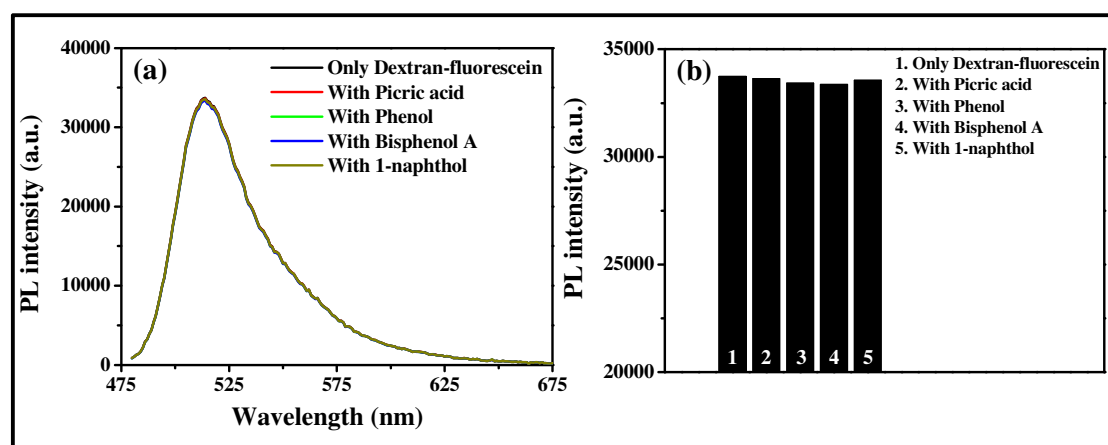 (a)
Only Dextran-fluorescein
With Picric acid
With Phenol
With Bisphenol A
With 1-naphthol
PL intensity (a.u.)
40000
30000
20000
10000
0
475 525 575 625 675
Wavelength (nm)
(b)
1. Only Dextran-fluorescein
2. With Picric acid
3. With Phenol
4. With Bisphenol A
5. With 1-naphthol
PL intensity (a.u.)
35000
30000
25000
20000
1 2 3 4 5